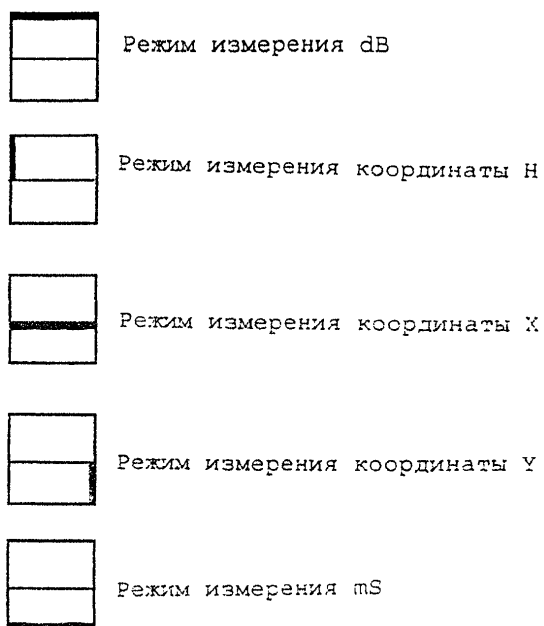 Режим измерения dB
Режим измерения координаты H
Режим измерения координаты X
Режим измерения координаты Y
Режим измерения mS